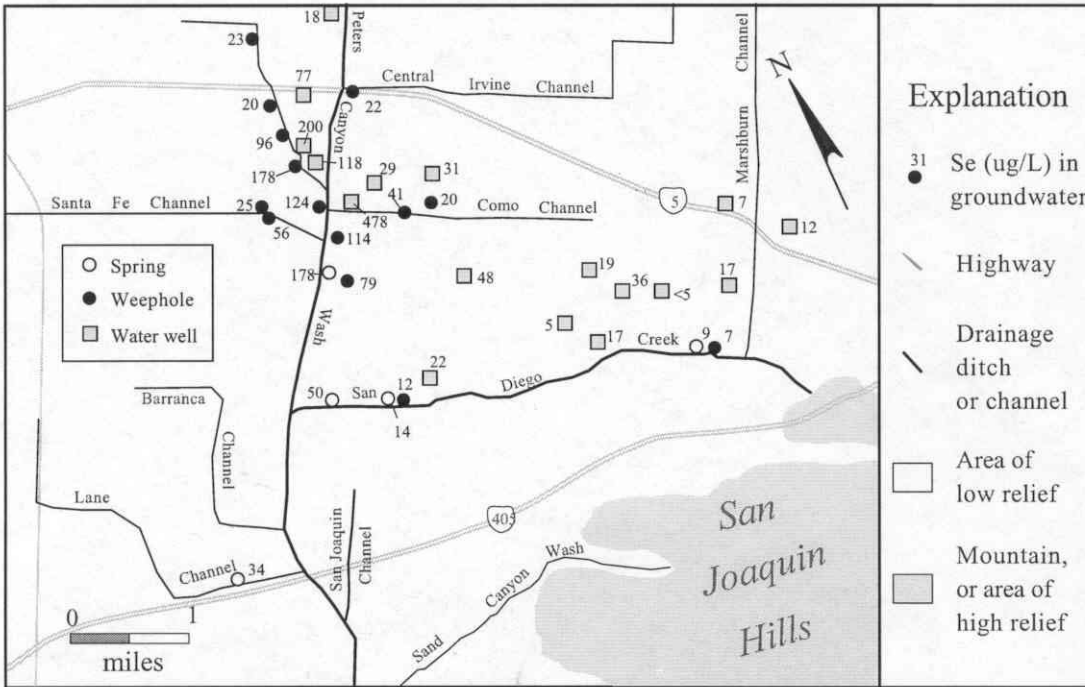 18
Peters
23
Central
77
Irvine Channel
20
22
Canyon
Marshburn Channel
N
96
200
118
29
31
178
41
Santa Fe Channel
25
124
20
Como Channel
478
56
114
5
7
12
Spring
Weephole
Water well
178
79
48
19
36
<5
17
Wash
5
17
Creek
9
7
22
Diego
San
50
12
14
Barranca
Channel
Lane
Channel
34
San Joaquin
Channel
405
Wash
Canyon
Sand
San
Joaquin
Hills
0 1
miles
Explanation
31
Se (ug/L) in
groundwater
Highway
Drainage
ditch
or channel
Area of
low relief
Mountain,
or area of
high relief